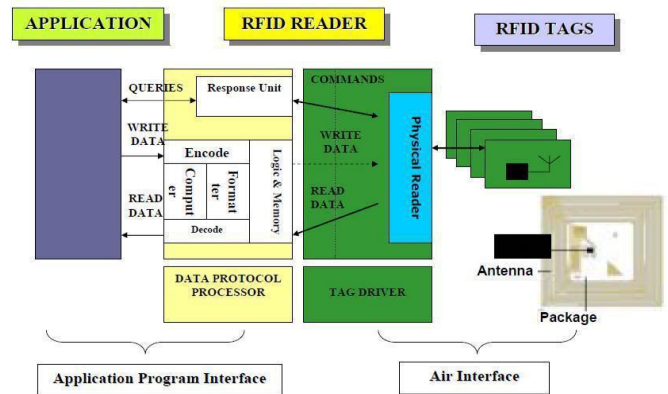 APPLICATION
RFID READER
RFID TAGS
QUERIES
Response Unit
COMMANDS
WRITE
DATA
Encode
Comput
er
Format
ter
Logic & Memory
WRITE
DATA
Physical Reader
READ
DATA
Decode
READ
DATA
Antenna
Package
DATA PROTOCOL
PROCESSOR
TAG DRIVER
Application Program Interface
Air Interface